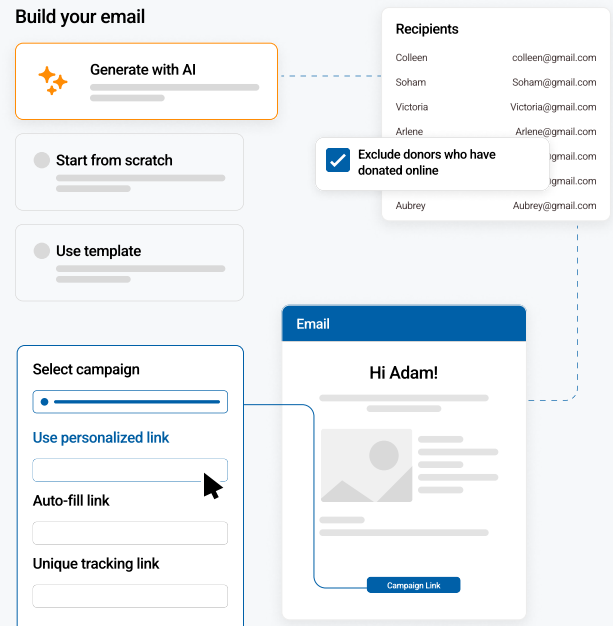 Build your email
Generate with AI
Start from scratch
Use template
Recipients
Colleen colleen@gmail.com
Soham Soham@gmail.com
Victoria Victoria@gmail.com
Arlene Arlene@gmail.com
Exclude donors who have
donated online
@gmail.com
@gmail.com
Aubrey Aubrey@gmail.com
Select campaign
Use personalized link
Auto-fill link
Unique tracking link
Email
Hi Adam!
Campaign Link